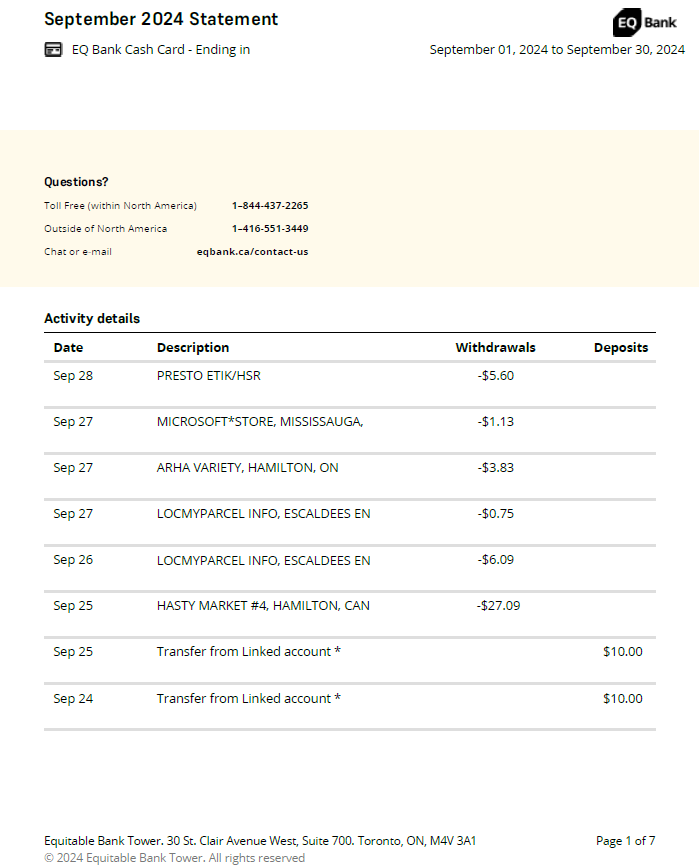 September 2024 Statement
EQ Bank
EQ Bank Cash Card - Ending in
September 01, 2024 to September 30, 2024
Questions?
Toll Free (within North America) 1-844-437-2265
Outside of North America 1-416-551-3449
Chat or e-mail eqbank.ca/contact-us
Activity details
Date Description Withdrawals Deposits
Sep 28 PRESTO ETIK/HSR -$5.60
Sep 27 MICROSOFT*STORE, MISSISSAUGA, -$1.13
Sep 27 ARHA VARIETY, HAMILTON, ON -$3.83
Sep 27 LOCMYPARCEL INFO, ESCALDEES EN -$0.75
Sep 26 LOCMYPARCEL INFO, ESCALDEES EN -$6.09
Sep 25 HASTY MARKET #4, HAMILTON, CAN -$27.09
Sep 25 Transfer from Linked account * $10.00
Sep 24 Transfer from Linked account * $10.00
Equitable Bank Tower. 30 St. Clair Avenue West, Suite 700. Toronto, ON, M4V 3A1 Page 1 of 7
© 2024 Equitable Bank Tower. All rights reserved